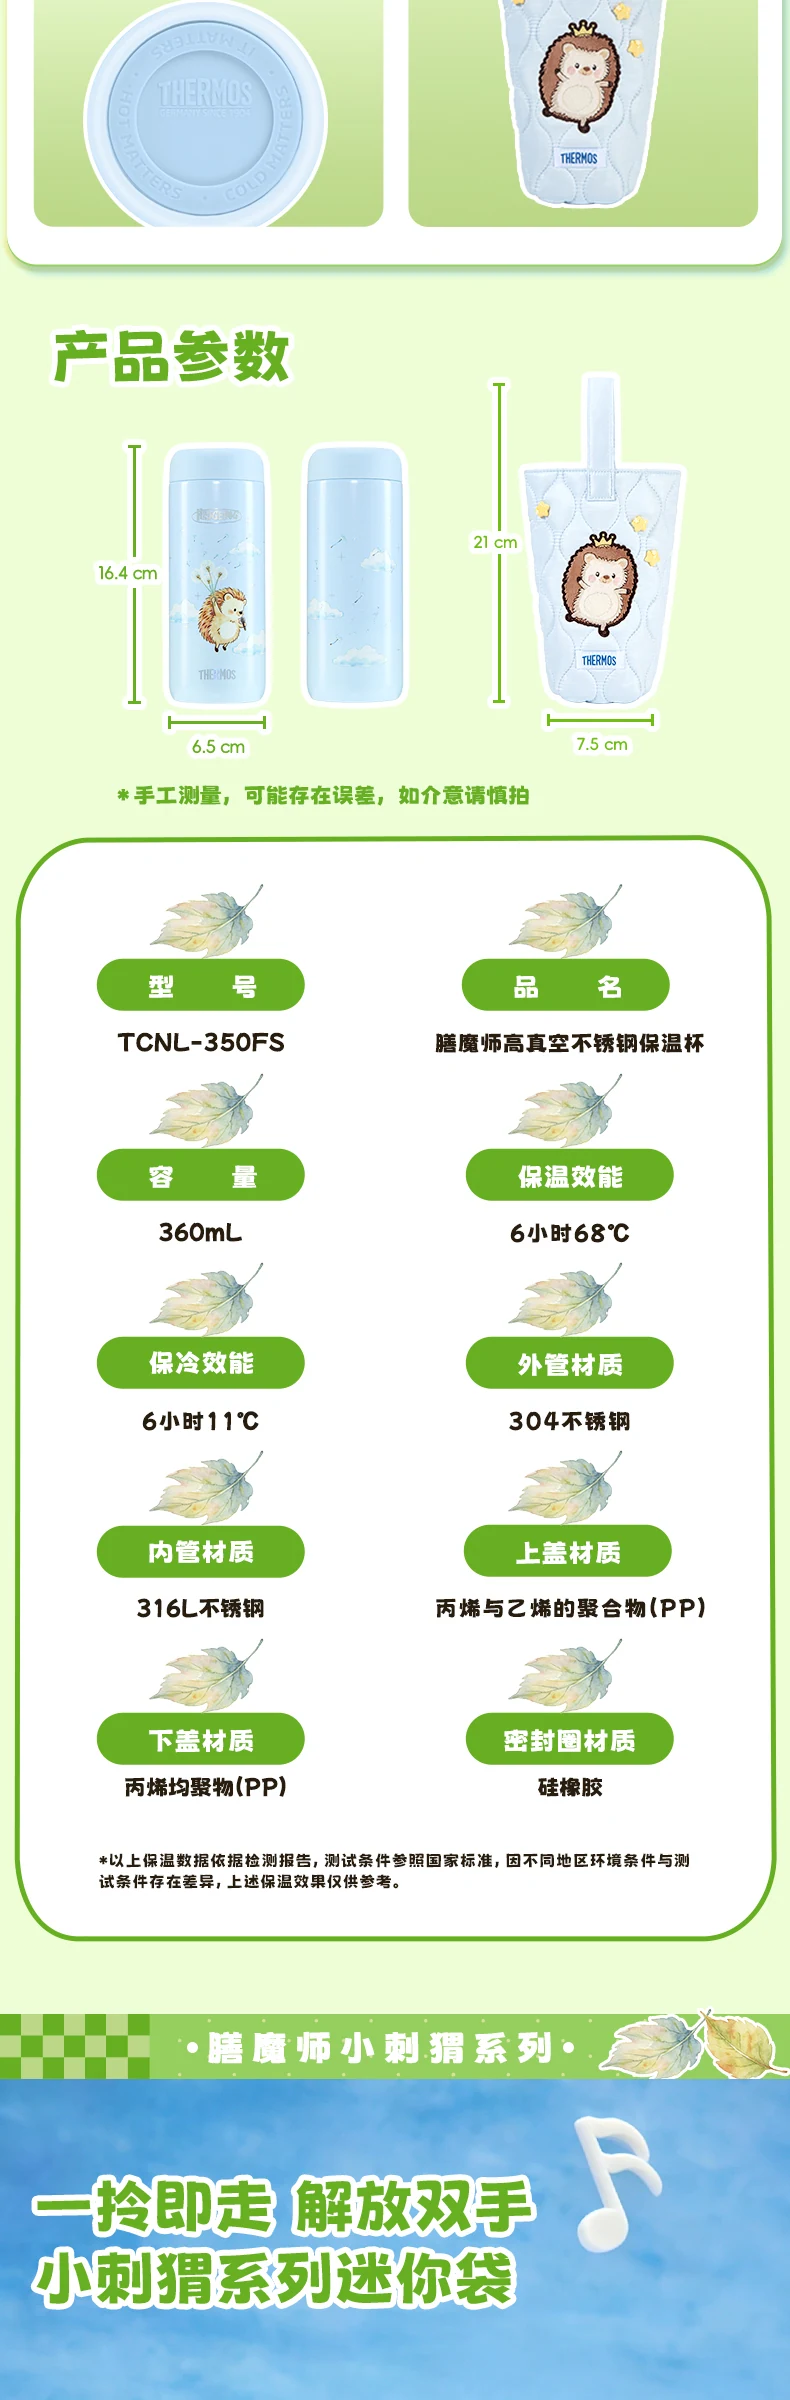 IT MATTERS · HOT MATTERS · COLD MATTERS
THERMOS
GERMANY SINCE 1904
THERMOS
产品参数
21 cm
16.4 cm
THERMOS
THERMOS
6.5 cm
7.5 cm
*手工测量，可能存在误差，如介意请慎拍
型 号
品 名
TCNL-350FS
膳魔师高真空不锈钢保温杯
容 量
保温效能
360mL
6小时68℃
保冷效能
外管材质
6小时11℃
304不锈钢
内管材质
上盖材质
316L不锈钢
丙烯与乙烯的聚合物(PP)
下盖材质
密封圈材质
丙烯均聚物(PP)
硅橡胶
*以上保温数据依据检测报告,测试条件参照国家标准,因不同地区环境条件与测
试条件存在差异,上述保温效果仅供参考。
·膳魔师小刺猬系列·
一拎即走 解放双手
小刺猬系列迷你袋